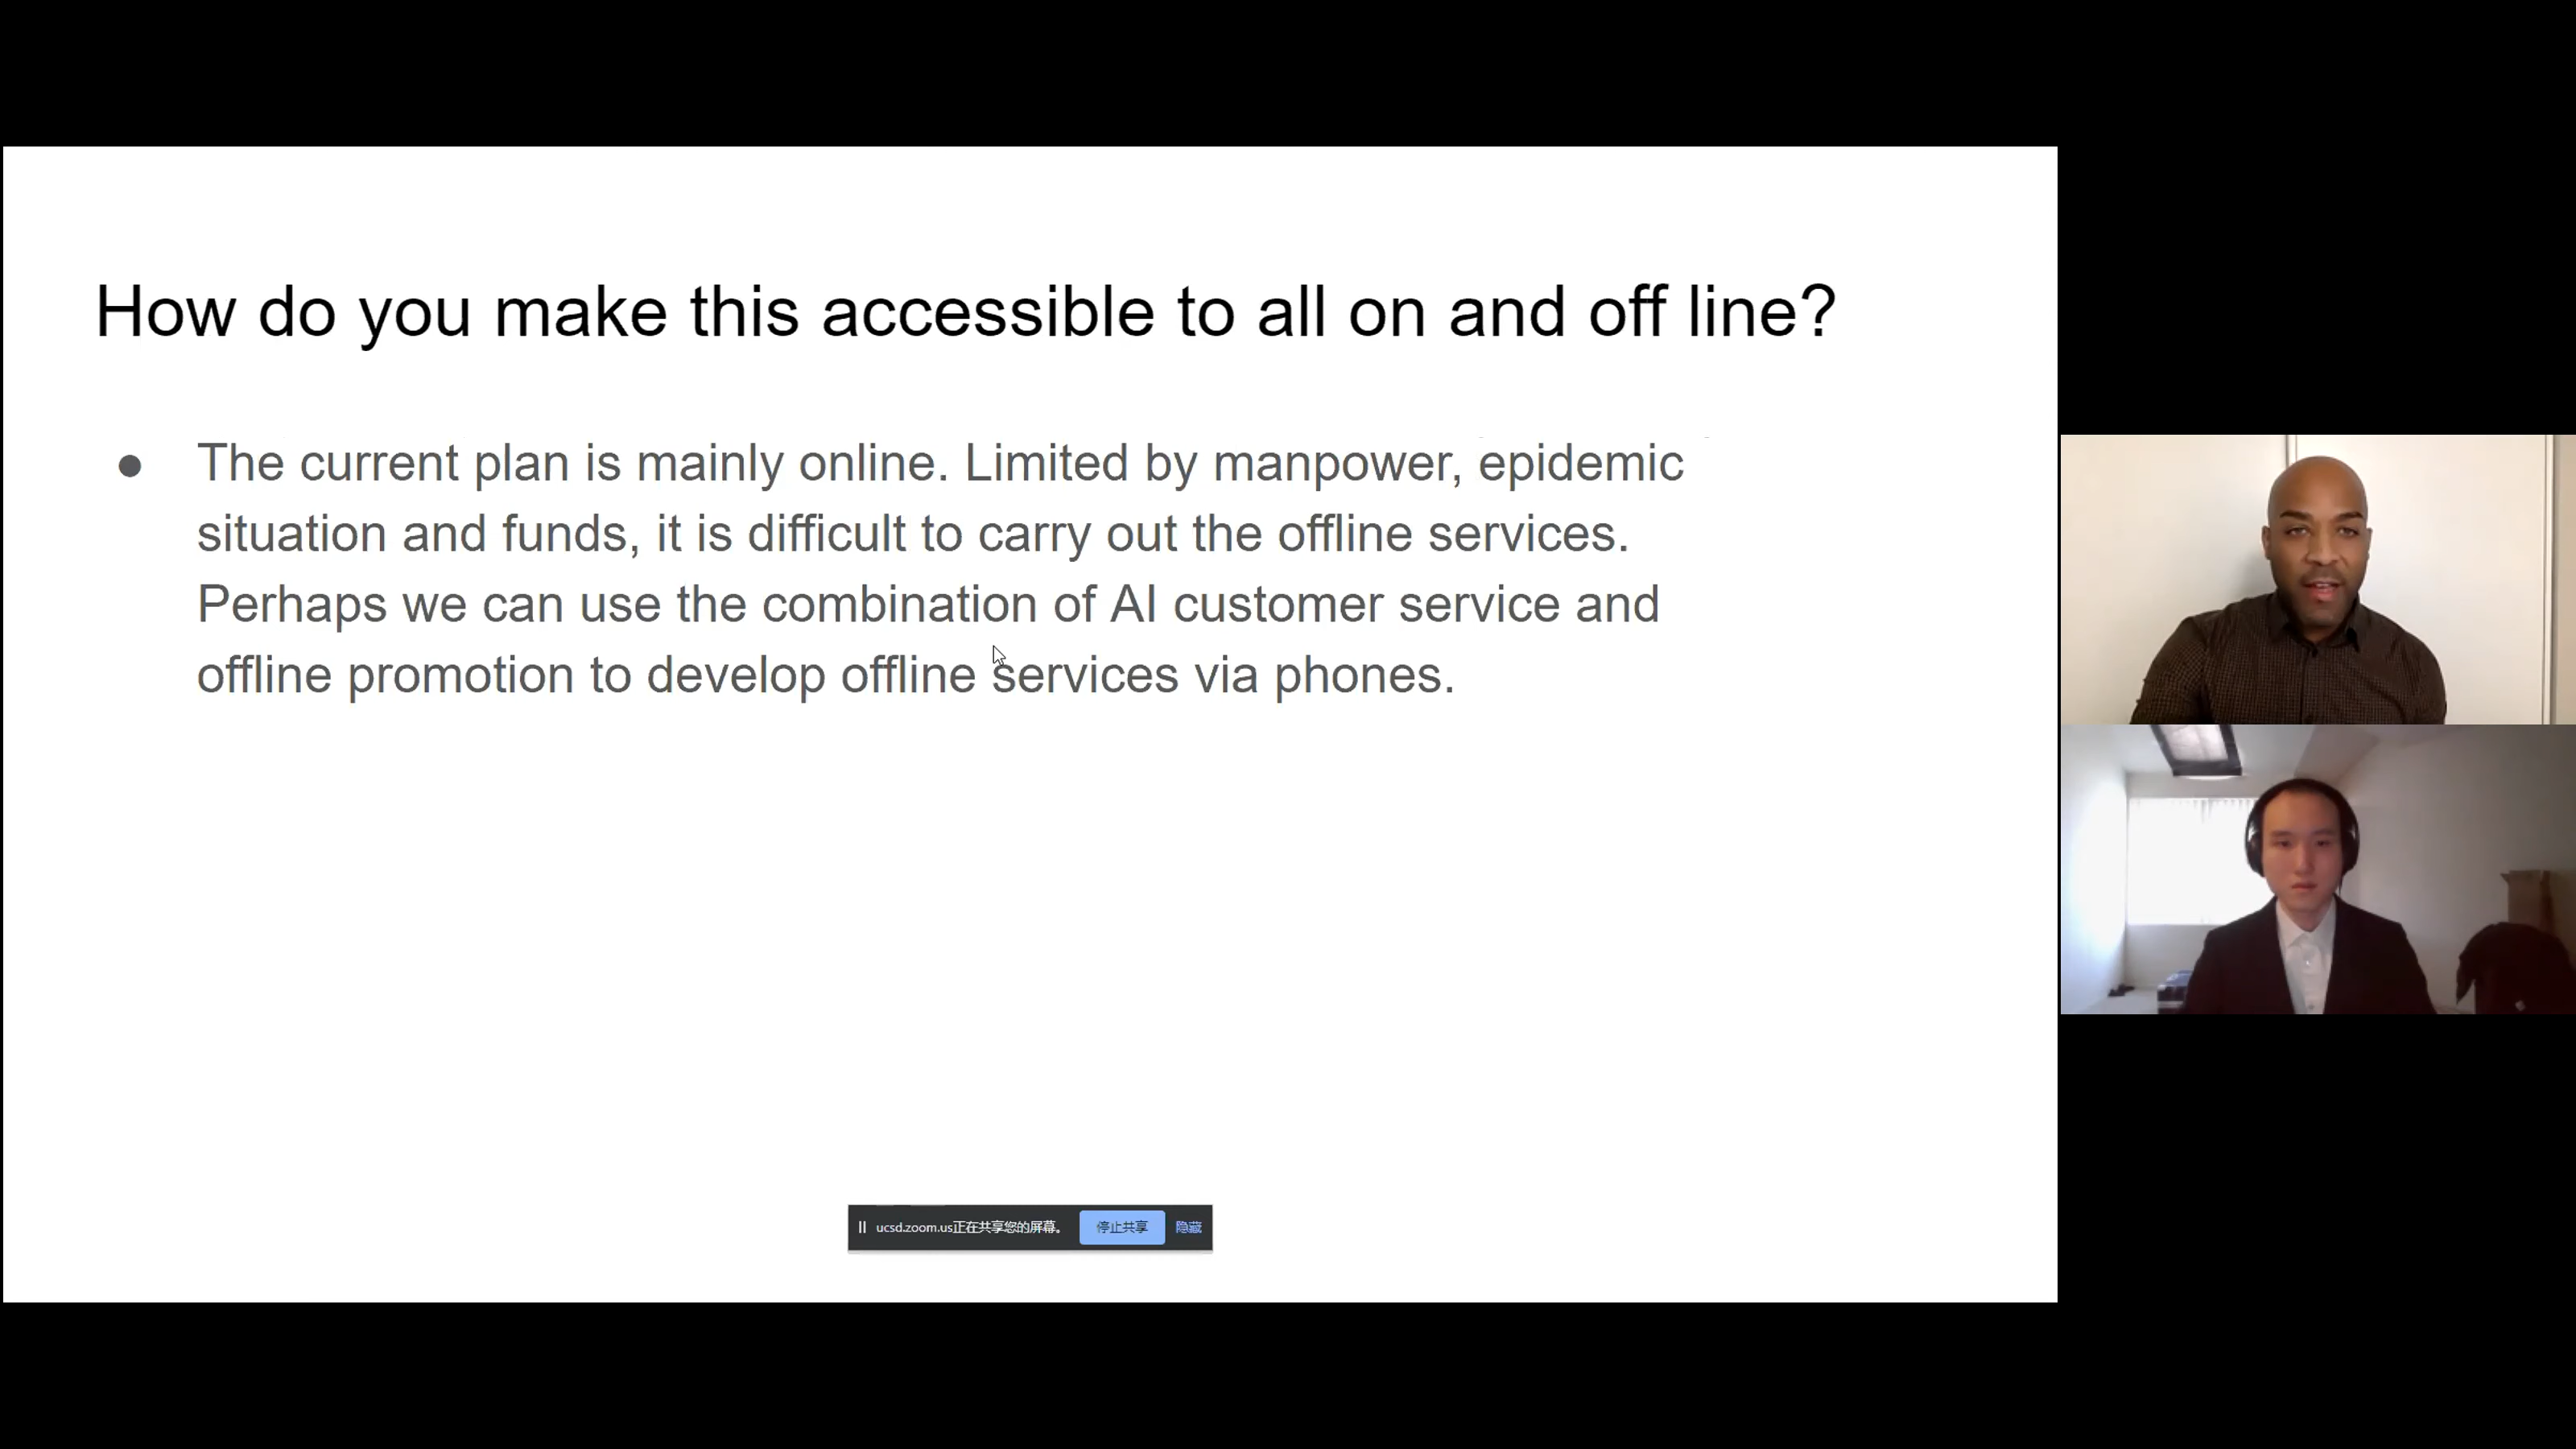 How do you make this accessible to all on and off line?
● The current plan is mainly online. Limited by manpower, epidemic
situation and funds, it is difficult to carry out the offline services.
Perhaps we can use the combination of AI customer service and
offline promotion to develop offline services via phones.
ucsd.zoom.us正在共享您的屏幕。 停止共享 隐藏